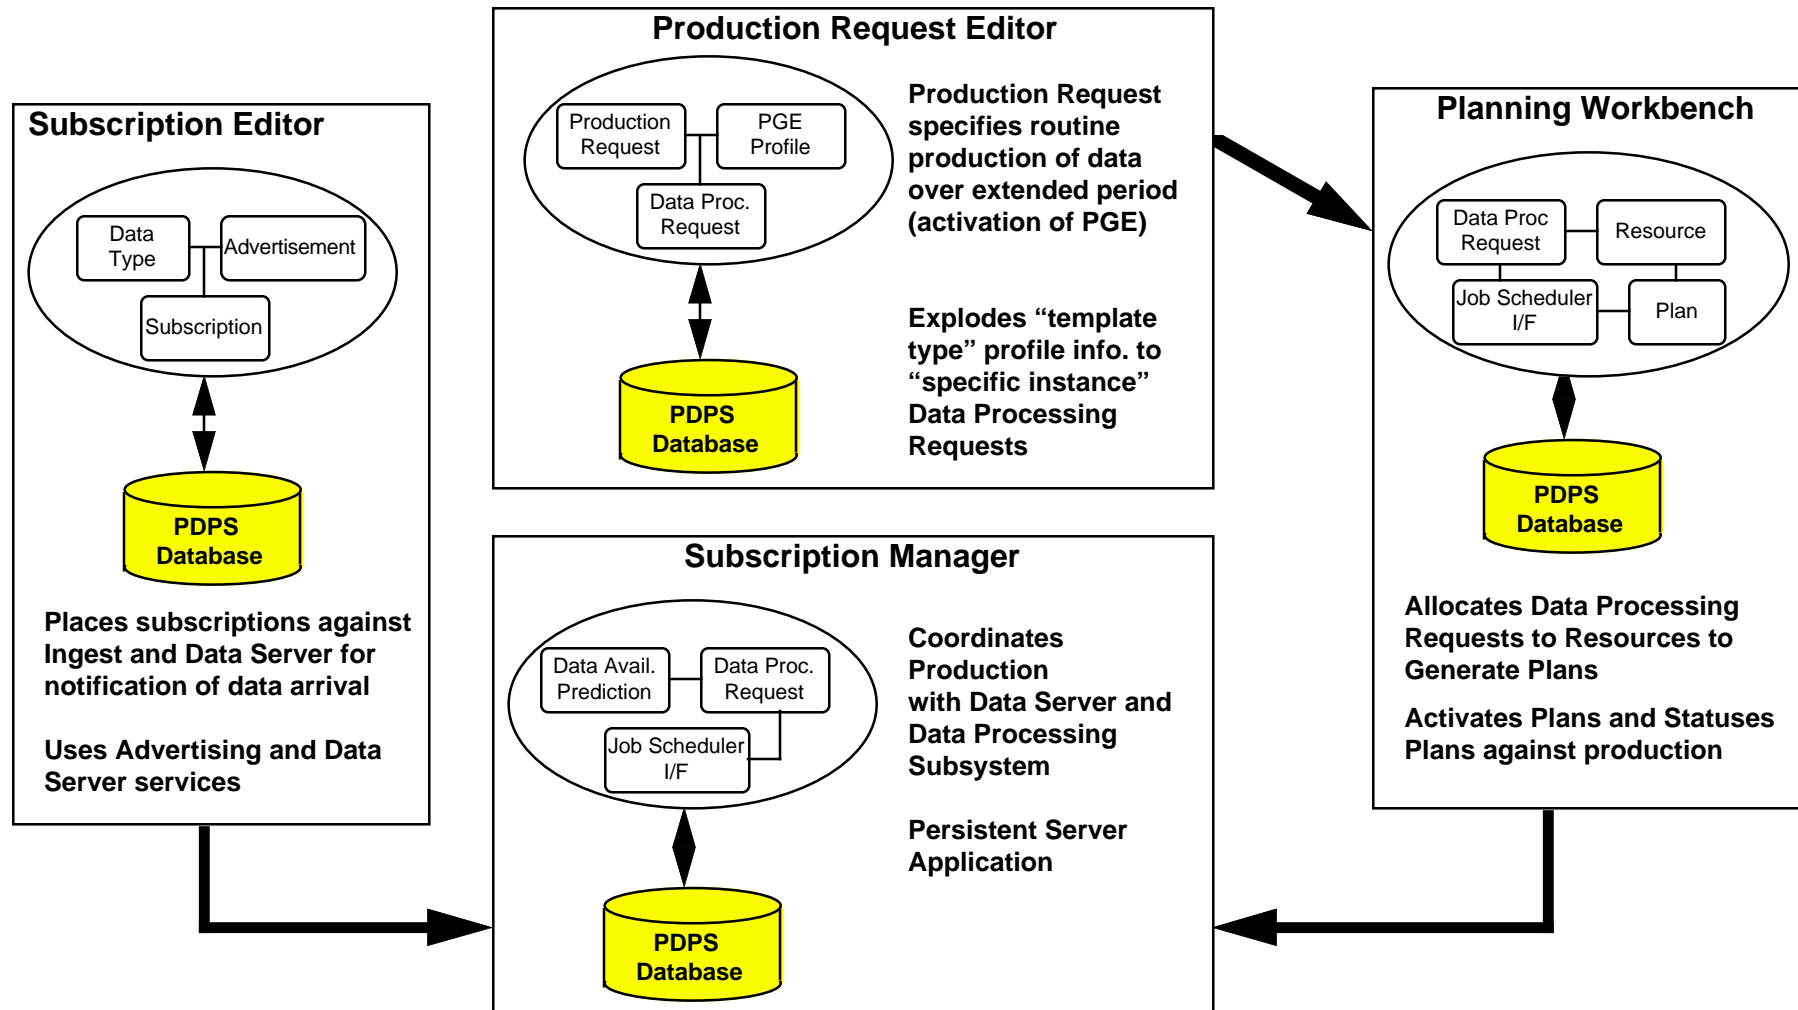 Production Request Editor
Production
Request
PGE
Profile
Data Proc.
Request
Production Request
specifies routine
production of data
over extended period
(activation of PGE)
Explodes “template
type” profile info. to
“specific instance”
Data Processing
Requests
PDPS
Database
Subscription Editor
Data
Type
Advertisement
Subscription
PDPS
Database
Places subscriptions against
Ingest and Data Server for
notification of data arrival
Uses Advertising and Data
Server services
Subscription Manager
Data Avail.
Prediction
Data Proc.
Request
Job Scheduler
I/F
Coordinates
Production
with Data Server and
Data Processing
Subsystem
Persistent Server
Application
PDPS
Database
Planning Workbench
Data Proc
Request
Resource
Job Scheduler
I/F
Plan
PDPS
Database
Allocates Data Processing
Requests to Resources to
Generate Plans
Activates Plans and Statuses
Plans against production